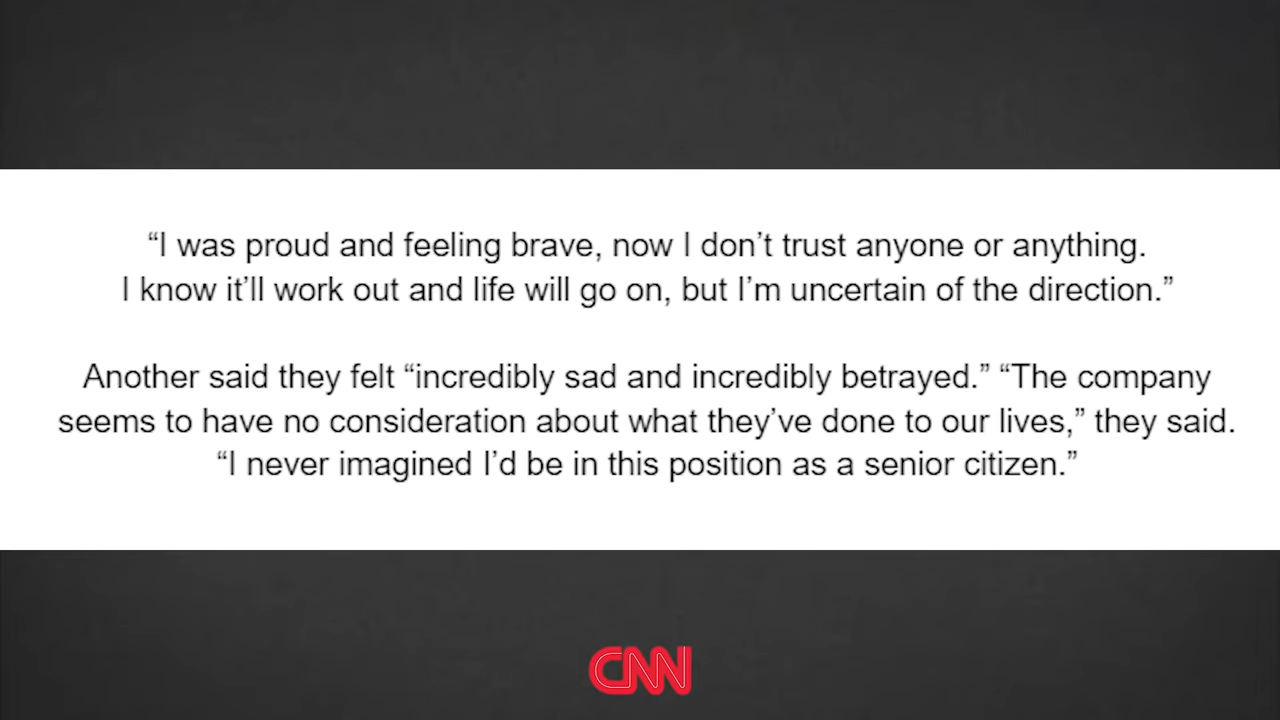 “I was proud and feeling brave, now I don’t trust anyone or anything.
I know it’ll work out and life will go on, but I’m uncertain of the direction.”
Another said they felt “incredibly sad and incredibly betrayed.” “The company
seems to have no consideration about what they’ve done to our lives,” they said.
“I never imagined I’d be in this position as a senior citizen.”
CNN